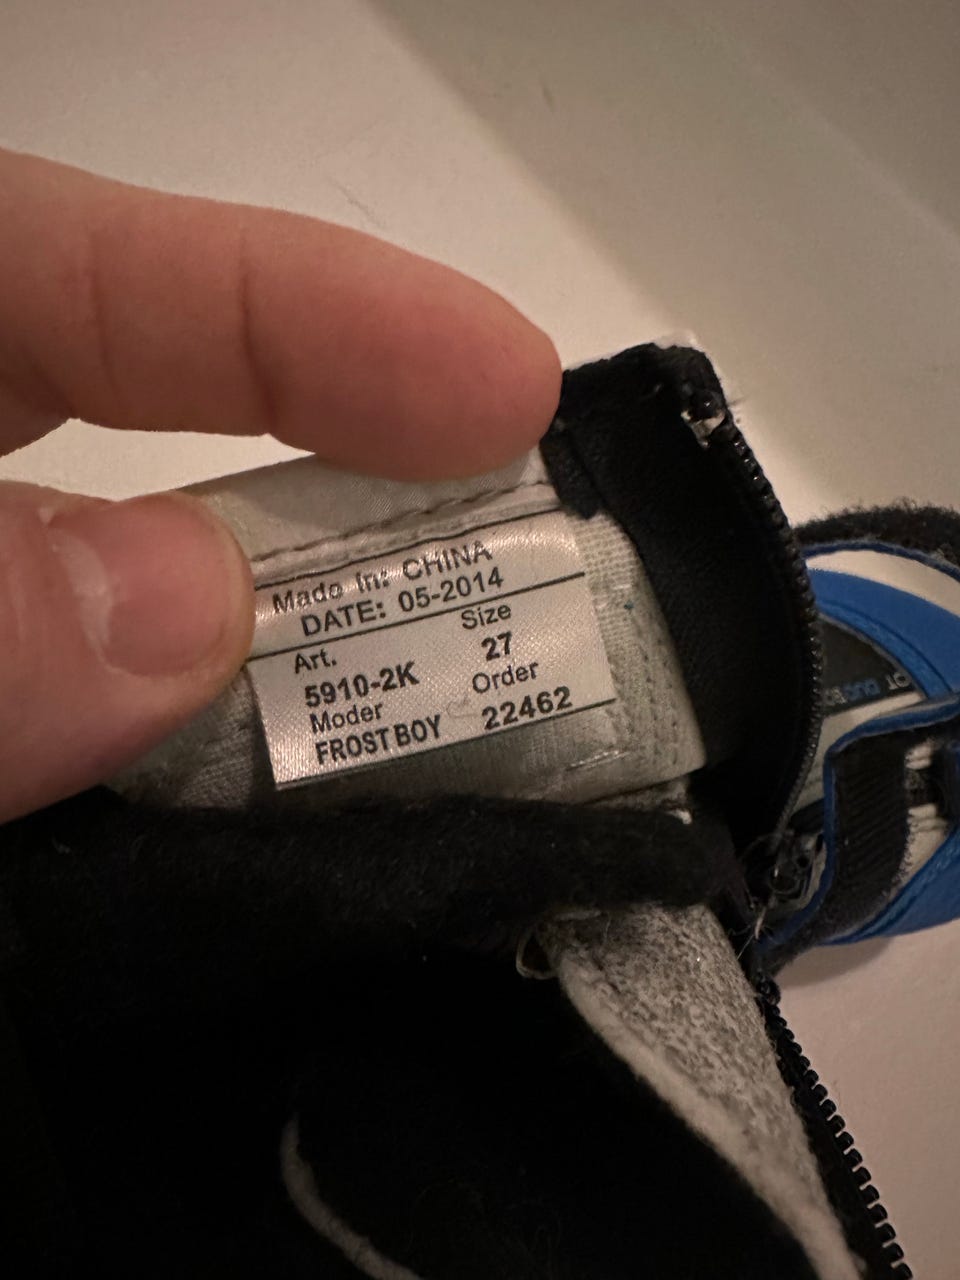 Made In: CHINA
DATE: 05-2014
Art. Size
5910-2K 27
Moder Order
FROST BOY 22462